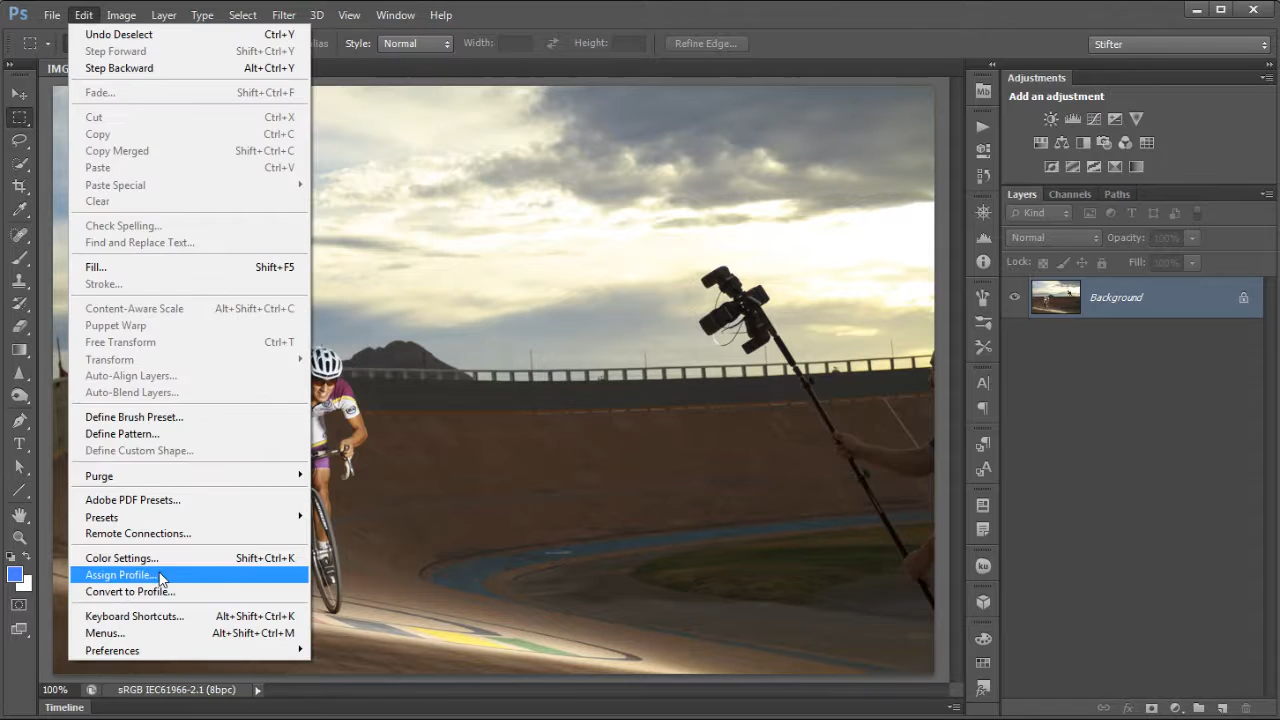 Ps File Edit Image Layer Type Select Filter 3D View Window Help
Style: Normal Width: Height: Refine Edge... Stifter
IMG
Undo Deselect Ctrl+Y
Step Forward Shift+Ctrl+Y
Step Backward Alt+Ctrl+Y
Fade... Shift+Ctrl+F
Cut Ctrl+X
Copy Ctrl+C
Copy Merged Shift+Ctrl+C
Paste Ctrl+V
Paste Special
Clear
Check Spelling...
Find and Replace Text...
Fill... Shift+F5
Stroke...
Content-Aware Scale Alt+Shift+Ctrl+C
Puppet Warp
Free Transform Ctrl+T
Transform
Auto-Align Layers...
Auto-Blend Layers...
Define Brush Preset...
Define Pattern...
Define Custom Shape...
Purge
Adobe PDF Presets...
Presets
Remote Connections...
Color Settings... Shift+Ctrl+K
Assign Profile...
Convert to Profile...
Keyboard Shortcuts... Alt+Shift+Ctrl+K
Menus... Alt+Shift+Ctrl+M
Preferences
Adjustments
Add an adjustment
Layers Channels Paths
Kind
Normal Opacity: 100%
Lock: Fill: 100%
Background
Mb
ku
100% sRGB IEC61966-2.1 (8bpc)
Timeline